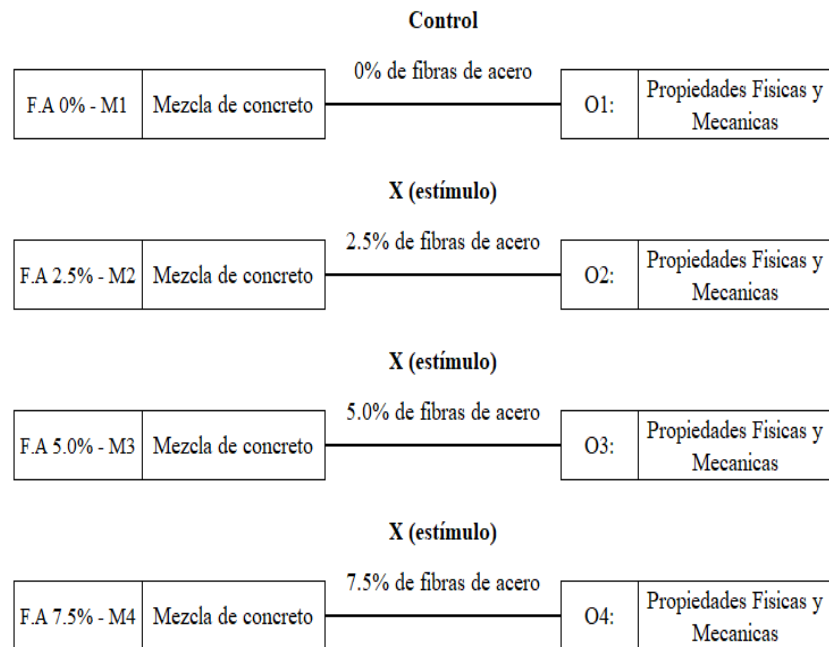 Control
0% de fibras de acero
F.A 0% - M1 Mezcla de concreto O1: Propiedades Fisicas y
Mecanicas
X (estímulo)
2.5% de fibras de acero
F.A 2.5% - M2 Mezcla de concreto O2: Propiedades Fisicas y
Mecanicas
X (estímulo)
5.0% de fibras de acero
F.A 5.0% - M3 Mezcla de concreto O3: Propiedades Fisicas y
Mecanicas
X (estímulo)
7.5% de fibras de acero
F.A 7.5% - M4 Mezcla de concreto O4: Propiedades Fisicas y
Mecanicas